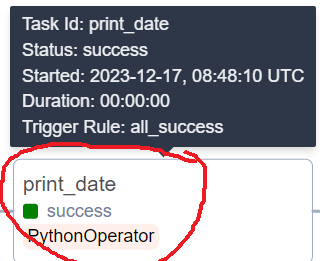 Task Id: print_date
Status: success
Started: 2023-12-17, 08:48:10 UTC
Duration: 00:00:00
Trigger Rule: all_success
print_date
success
PythonOperator